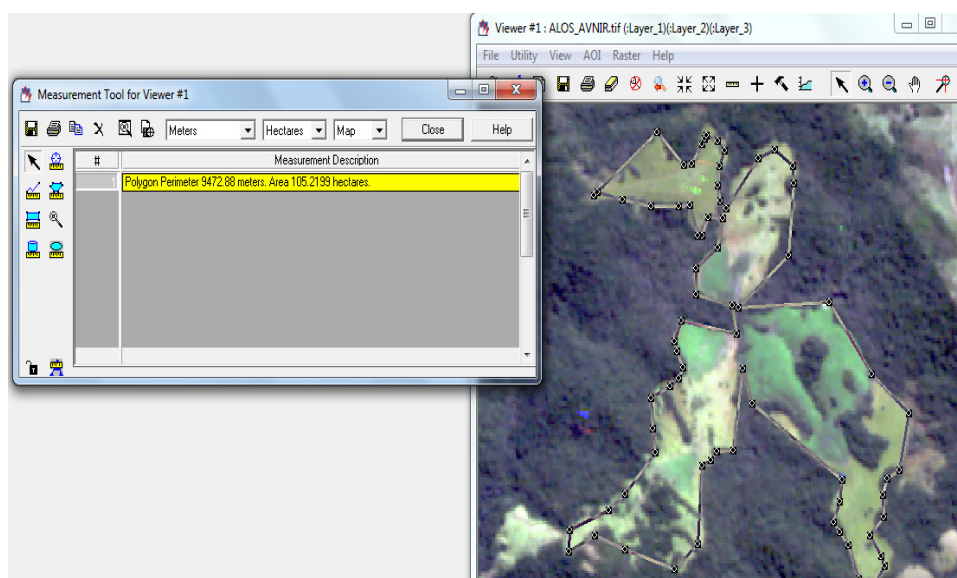 Viewer #1 : ALOS_AVNIR.tif (:Layer_1)(:Layer_2)(:Layer_3)
File Utility View AOI Raster Help
Measurement Tool for Viewer #1
Meters Hectares Map Close Help
# Measurement Description
1 Polygon Perimeter 9472.88 meters. Area 105.2199 hectares.